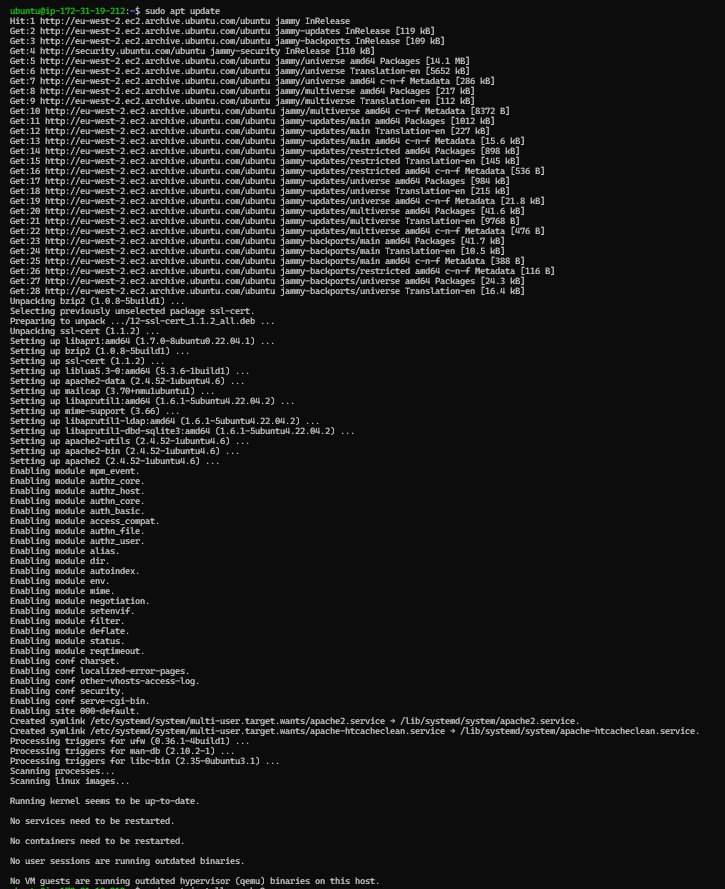 ubuntu@ip-172-31-19-212:~$ sudo apt update
Hit:1 http://eu-west-2.ec2.archive.ubuntu.com/ubuntu jammy InRelease
Get:2 http://eu-west-2.ec2.archive.ubuntu.com/ubuntu jammy-updates InRelease [119 kB]
Get:3 http://eu-west-2.ec2.archive.ubuntu.com/ubuntu jammy-backports InRelease [109 kB]
Get:4 http://security.ubuntu.com/ubuntu jammy-security InRelease [110 kB]
Get:5 http://eu-west-2.ec2.archive.ubuntu.com/ubuntu jammy/universe amd64 Packages [14.1 MB]
Get:6 http://eu-west-2.ec2.archive.ubuntu.com/ubuntu jammy/universe Translation-en [5652 kB]
Get:7 http://eu-west-2.ec2.archive.ubuntu.com/ubuntu jammy/universe amd64 c-n-f Metadata [286 kB]
Get:8 http://eu-west-2.ec2.archive.ubuntu.com/ubuntu jammy/multiverse amd64 Packages [217 kB]
Get:9 http://eu-west-2.ec2.archive.ubuntu.com/ubuntu jammy/multiverse Translation-en [112 kB]
Get:10 http://eu-west-2.ec2.archive.ubuntu.com/ubuntu jammy/multiverse amd64 c-n-f Metadata [8372 B]
Get:11 http://eu-west-2.ec2.archive.ubuntu.com/ubuntu jammy-updates/main amd64 Packages [1012 kB]
Get:12 http://eu-west-2.ec2.archive.ubuntu.com/ubuntu jammy-updates/main Translation-en [227 kB]
Get:13 http://eu-west-2.ec2.archive.ubuntu.com/ubuntu jammy-updates/main amd64 c-n-f Metadata [15.6 kB]
Get:14 http://eu-west-2.ec2.archive.ubuntu.com/ubuntu jammy-updates/restricted amd64 Packages [898 kB]
Get:15 http://eu-west-2.ec2.archive.ubuntu.com/ubuntu jammy-updates/restricted Translation-en [145 kB]
Get:16 http://eu-west-2.ec2.archive.ubuntu.com/ubuntu jammy-updates/restricted amd64 c-n-f Metadata [536 B]
Get:17 http://eu-west-2.ec2.archive.ubuntu.com/ubuntu jammy-updates/universe amd64 Packages [984 kB]
Get:18 http://eu-west-2.ec2.archive.ubuntu.com/ubuntu jammy-updates/universe Translation-en [215 kB]
Get:19 http://eu-west-2.ec2.archive.ubuntu.com/ubuntu jammy-updates/universe amd64 c-n-f Metadata [21.8 kB]
Get:20 http://eu-west-2.ec2.archive.ubuntu.com/ubuntu jammy-updates/multiverse amd64 Packages [41.6 kB]
Get:21 http://eu-west-2.ec2.archive.ubuntu.com/ubuntu jammy-updates/multiverse Translation-en [9768 B]
Get:22 http://eu-west-2.ec2.archive.ubuntu.com/ubuntu jammy-updates/multiverse amd64 c-n-f Metadata [476 B]
Get:23 http://eu-west-2.ec2.archive.ubuntu.com/ubuntu jammy-backports/main amd64 Packages [41.7 kB]
Get:24 http://eu-west-2.ec2.archive.ubuntu.com/ubuntu jammy-backports/main Translation-en [10.5 kB]
Get:25 http://eu-west-2.ec2.archive.ubuntu.com/ubuntu jammy-backports/main amd64 c-n-f Metadata [388 B]
Get:26 http://eu-west-2.ec2.archive.ubuntu.com/ubuntu jammy-backports/restricted amd64 c-n-f Metadata [116 B]
Get:27 http://eu-west-2.ec2.archive.ubuntu.com/ubuntu jammy-backports/universe amd64 Packages [24.3 kB]
Get:28 http://eu-west-2.ec2.archive.ubuntu.com/ubuntu jammy-backports/universe Translation-en [16.4 kB]
Unpacking bzip2 (1.0.8-5build1) ...
Selecting previously unselected package ssl-cert.
Preparing to unpack .../12-ssl-cert_1.1.2_all.deb ...
Unpacking ssl-cert (1.1.2) ...
Setting up libapr1:amd64 (1.7.0-8ubuntu0.22.04.1) ...
Setting up bzip2 (1.0.8-5build1) ...
Setting up ssl-cert (1.1.2) ...
Setting up liblua5.3-0:amd64 (5.3.6-1build1) ...
Setting up apache2-data (2.4.52-1ubuntu4.6) ...
Setting up mailcap (3.70+nmu1ubuntu1) ...
Setting up libaprutil1:amd64 (1.6.1-5ubuntu4.22.04.2) ...
Setting up mime-support (3.66) ...
Setting up libaprutil1-ldap:amd64 (1.6.1-5ubuntu4.22.04.2) ...
Setting up libaprutil1-dbd-sqlite3:amd64 (1.6.1-5ubuntu4.22.04.2) ...
Setting up apache2-utils (2.4.52-1ubuntu4.6) ...
Setting up apache2-bin (2.4.52-1ubuntu4.6) ...
Setting up apache2 (2.4.52-1ubuntu4.6) ...
Enabling module mpm_event.
Enabling module authz_core.
Enabling module authz_host.
Enabling module authn_core.
Enabling module auth_basic.
Enabling module access_compat.
Enabling module authn_file.
Enabling module authz_user.
Enabling module alias.
Enabling module dir.
Enabling module autoindex.
Enabling module env.
Enabling module mime.
Enabling module negotiation.
Enabling module setenvif.
Enabling module filter.
Enabling module deflate.
Enabling module status.
Enabling module reqtimeout.
Enabling conf charset.
Enabling conf localized-error-pages.
Enabling conf other-vhosts-access-log.
Enabling conf security.
Enabling conf serve-cgi-bin.
Enabling site 000-default.
Created symlink /etc/systemd/system/multi-user.target.wants/apache2.service → /lib/systemd/system/apache2.service.
Created symlink /etc/systemd/system/multi-user.target.wants/apache-htcacheclean.service → /lib/systemd/system/apache-htcacheclean.service.
Processing triggers for ufw (0.36.1-4build1) ...
Processing triggers for man-db (2.10.2-1) ...
Processing triggers for libc-bin (2.35-0ubuntu3.1) ...
Scanning processes...
Scanning linux images...
Running kernel seems to be up-to-date.
No services need to be restarted.
No containers need to be restarted.
No user sessions are running outdated binaries.
No VM guests are running outdated hypervisor (qemu) binaries on this host.